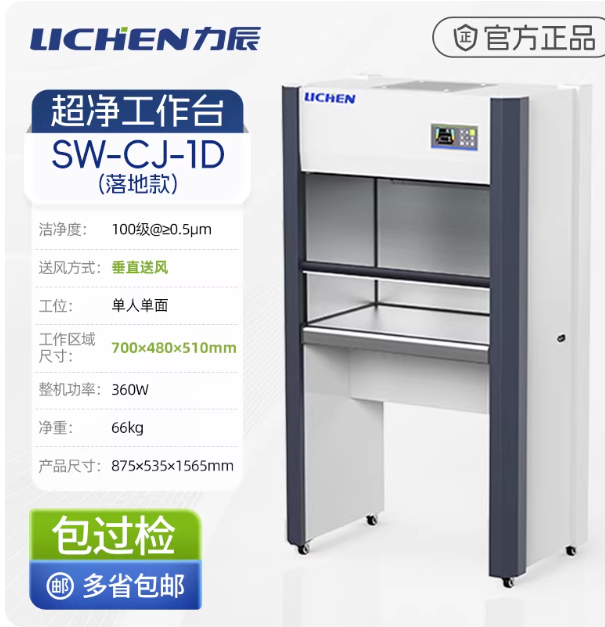 LICHEN力辰
正 官方正品
LICHEN
超净工作台
SW-CJ-1D
(落地款)
洁净度： 100级@≥0.5μm
送风方式： 垂直送风
工位： 单人单面
工作区域
尺寸： 700×480×510mm
整机功率： 360W
净重： 66kg
产品尺寸： 875×535×1565mm
包过检
邮 多省包邮